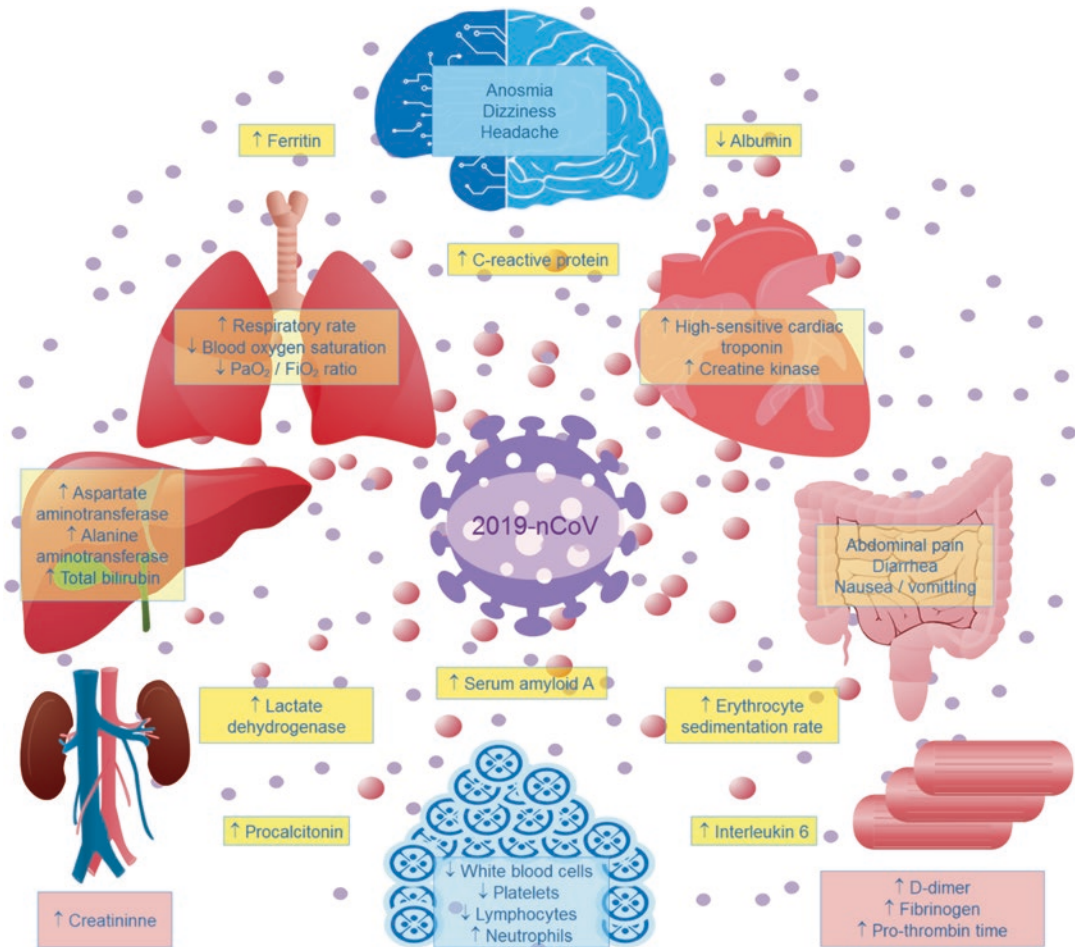 Anosmia
Dizziness
Headache
↑ Ferritin
↓ Albumin
↑ C-reactive protein
↑ Respiratory rate
↓ Blood oxygen saturation
↓ PaO₂ / FiO₂ ratio
↑ High-sensitive cardiac
troponin
↑ Creatine kinase
↑ Aspartate
aminotransferase
↑ Alanine
aminotransferase
↑ Total bilirubin
2019-nCoV
Abdominal pain
Diarrhea
Nausea / vomitting
↑ Lactate
dehydrogenase
↑ Serum amyloid A
↑ Erythrocyte
sedimentation rate
↑ Procalcitonin
↑ Interleukin 6
↓ White blood cells
↓ Platelets
↓ Lymphocytes
↑ Neutrophils
↑ Creatininne
↑ D-dimer
↑ Fibrinogen
↑ Pro-thrombin time